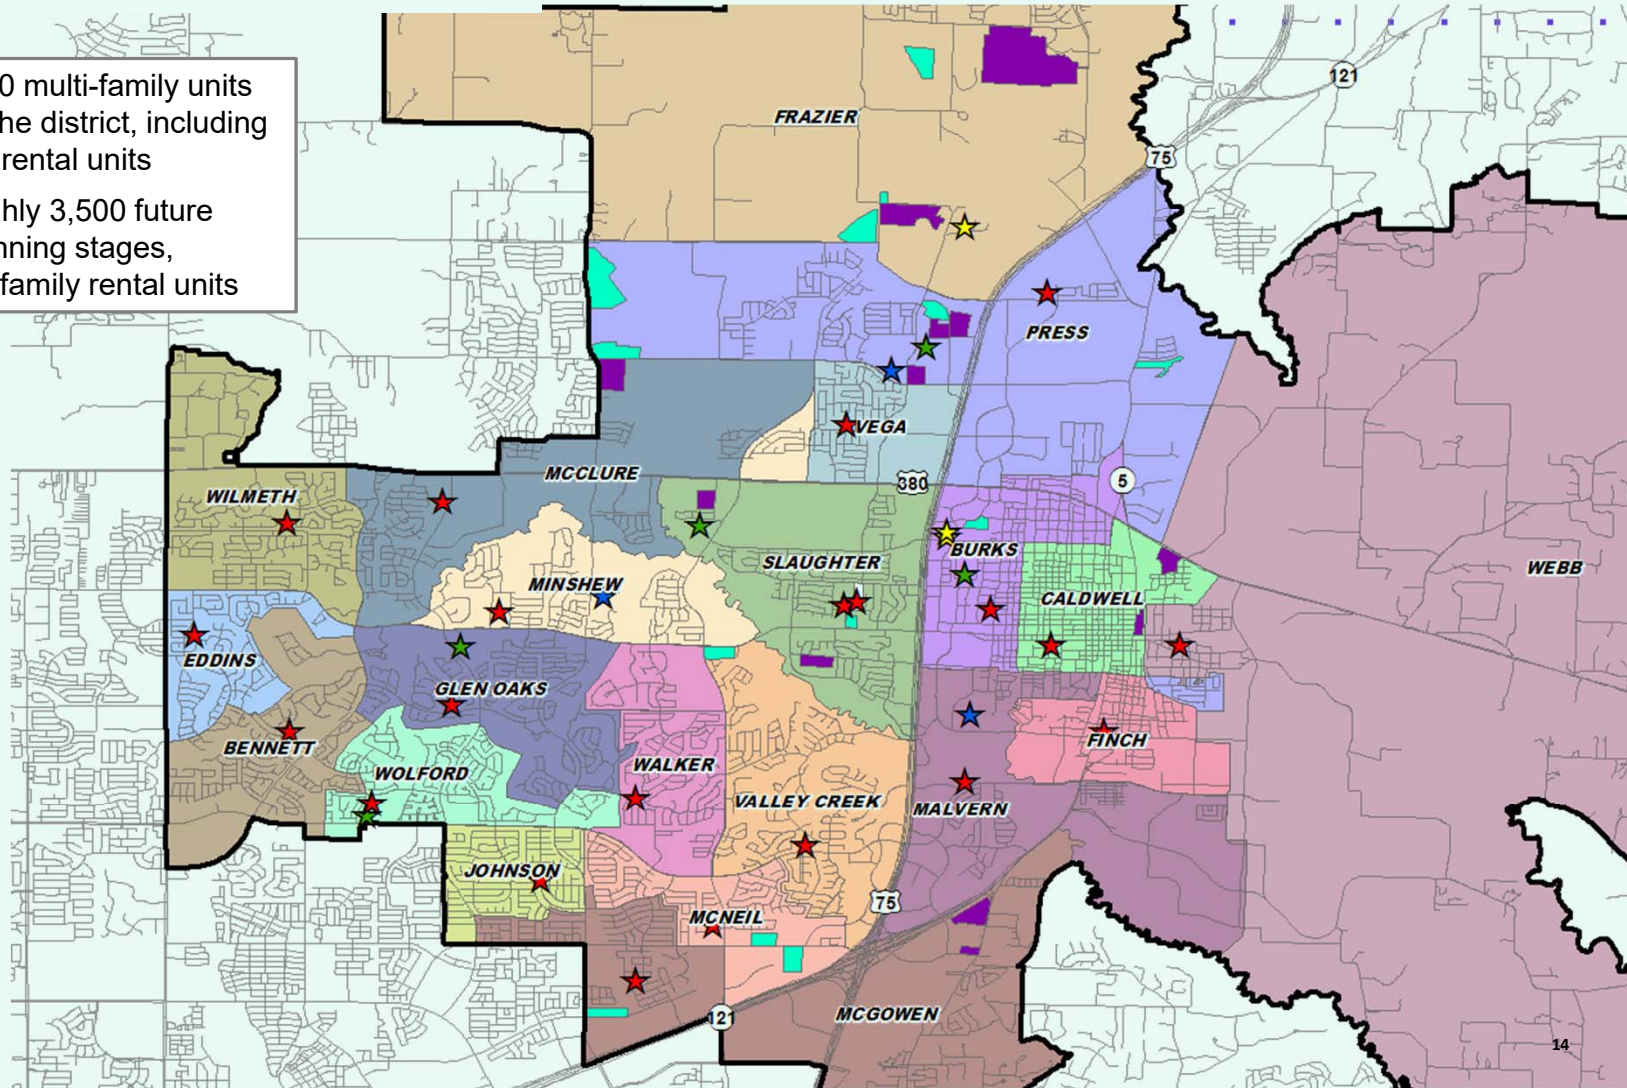 0 multi-family units
he district, including
rental units
hly 3,500 future
nning stages,
family rental units
121
FRAZIER
75
PRESS
VEGA
MCCLURE
380
5
WILMETH
BURKS
SLAUGHTER
WEBB
MINSHEW
CALDWELL
EDDINS
GLEN OAKS
FINCH
BENNETT
WALKER
WOLFORD
VALLEY CREEK
MALVERN
JOHNSON
75
MCNEIL
121
MCGOWEN
14